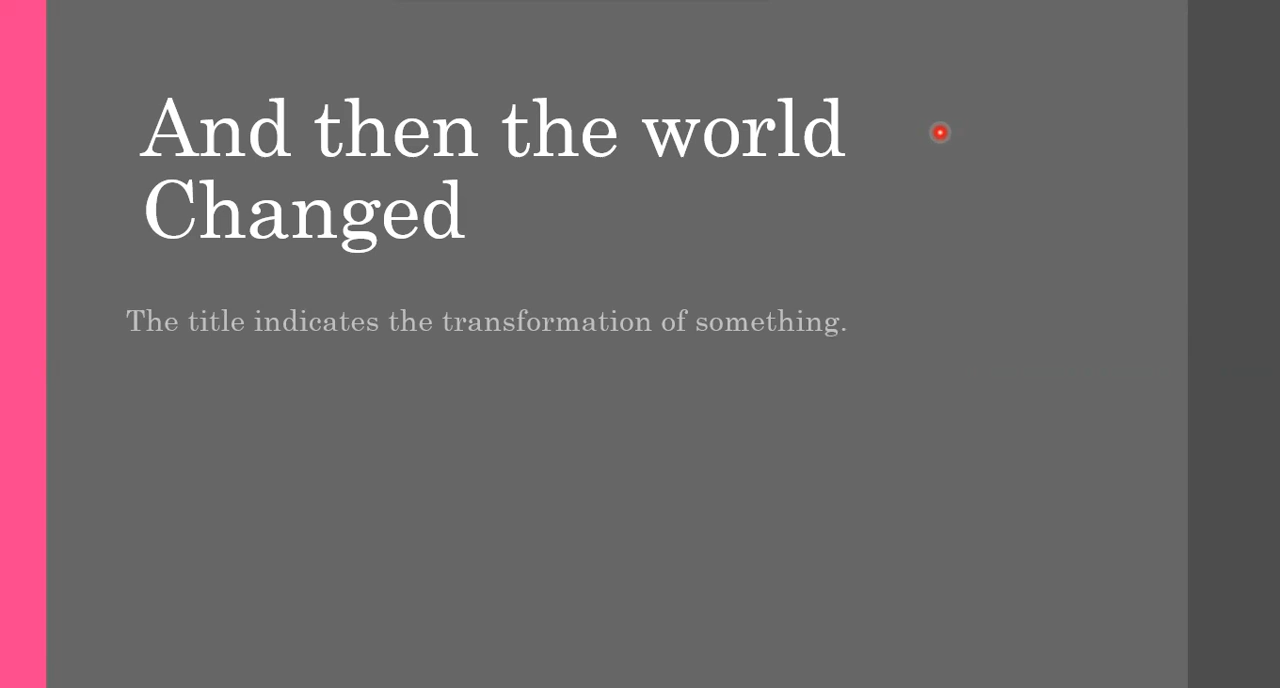 And then the world
Changed
The title indicates the transformation of something.